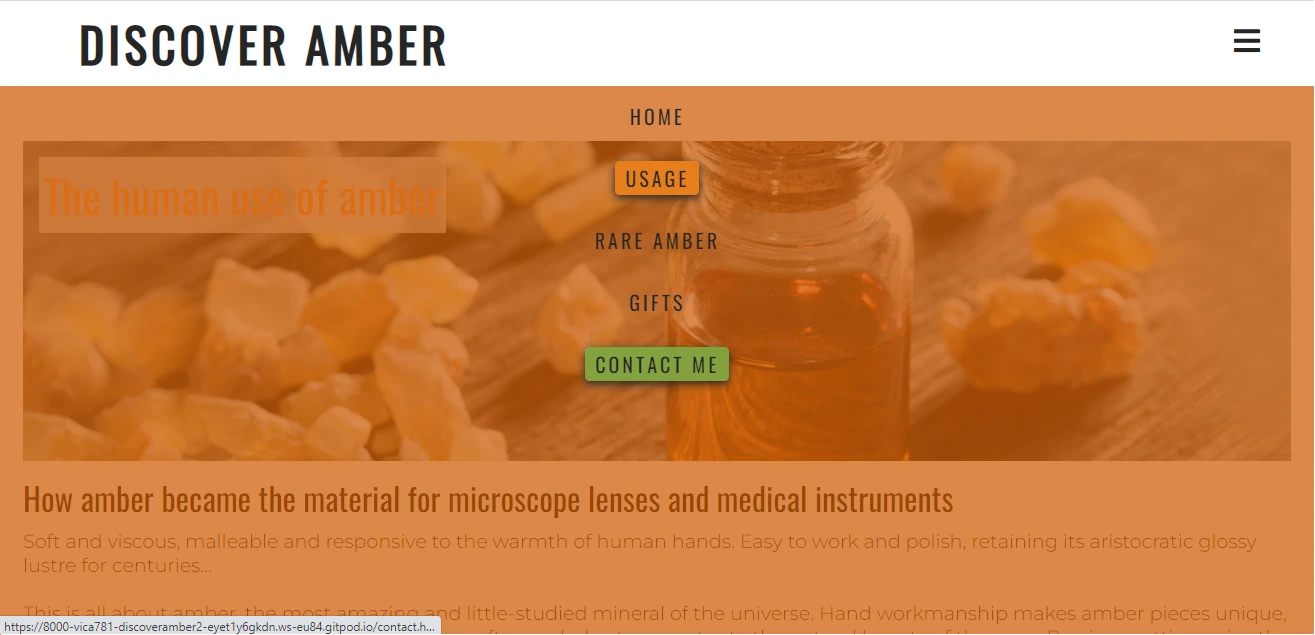 DISCOVER AMBER
HOME
The human use of amber
USAGE
RARE AMBER
GIFTS
CONTACT ME
How amber became the material for microscope lenses and medical instruments
Soft and viscous, malleable and responsive to the warmth of human hands. Easy to work and polish, retaining its aristocratic glossy
lustre for centuries...
This is all about amber, the most amazing and little-studied mineral of the universe. Hand workmanship makes amber pieces unique,
https://8000-vica781-discoveramber2-eyet1y6gkdn.ws-eu84.gitpod.io/contact.h...